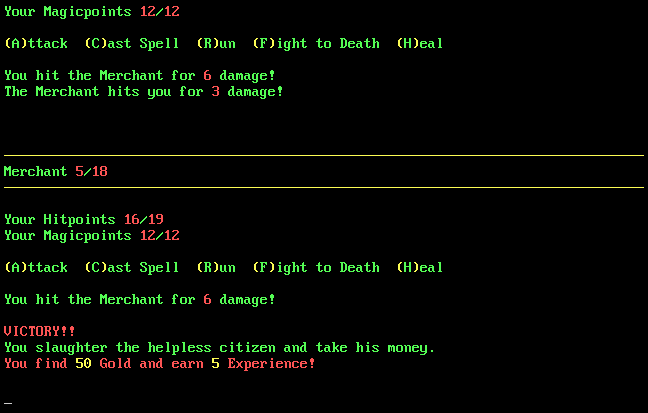 Your Magicpoints 12/12
(A)ttack  (C)ast Spell  (R)un  (F)ight to Death  (H)eal
You hit the Merchant for 6 damage!
The Merchant hits you for 3 damage!
Merchant 5/18
Your Hitpoints 16/19
Your Magicpoints 12/12
(A)ttack  (C)ast Spell  (R)un  (F)ight to Death  (H)eal
You hit the Merchant for 6 damage!
VICTORY!!
You slaughter the helpless citizen and take his money.
You find 50 Gold and earn 5 Experience!
_